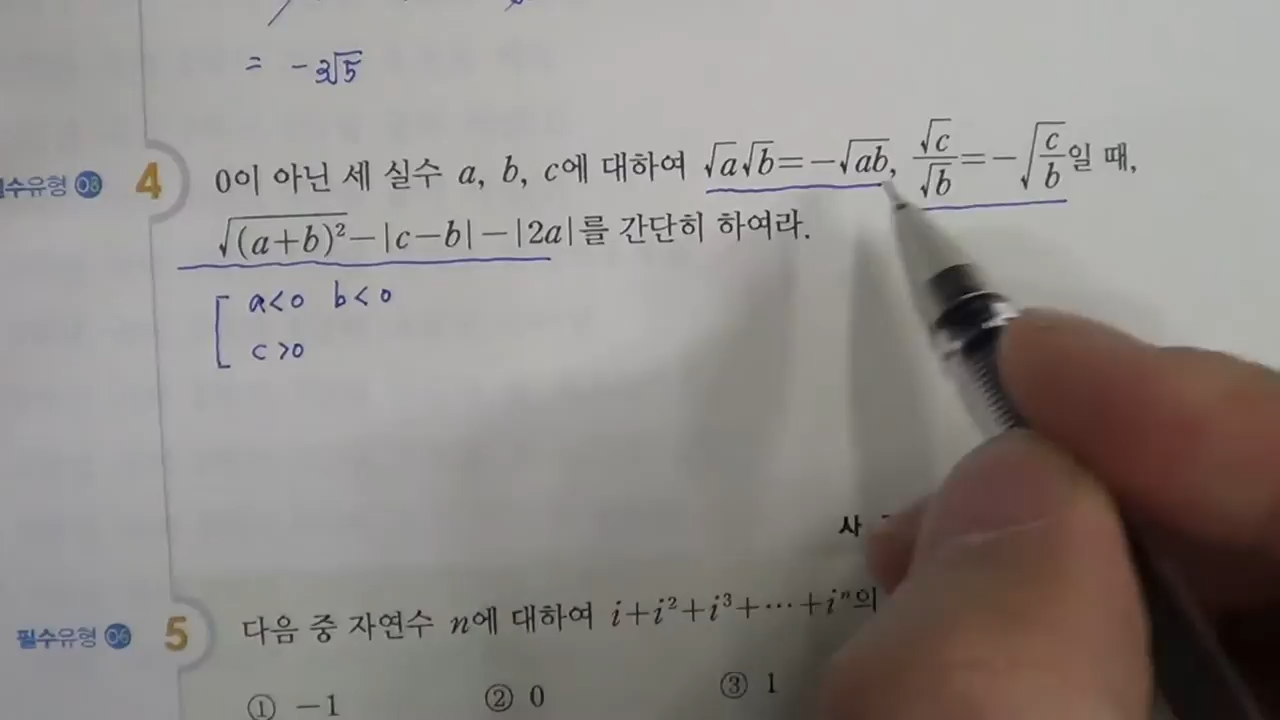 = -3√5
수유형 03 4 0이 아닌 세 실수 a, b, c에 대하여 √a√b=-√ab, √c/√b=-√(c/b)일 때,
√(a+b)²-|c-b|-|2a|를 간단히 하여라.
a<0 b<0
c>0
사
필수유형 06 5 다음 중 자연수 n에 대하여 i+i²+i³+⋯+iⁿ의
① -1 ② 0 ③ 1